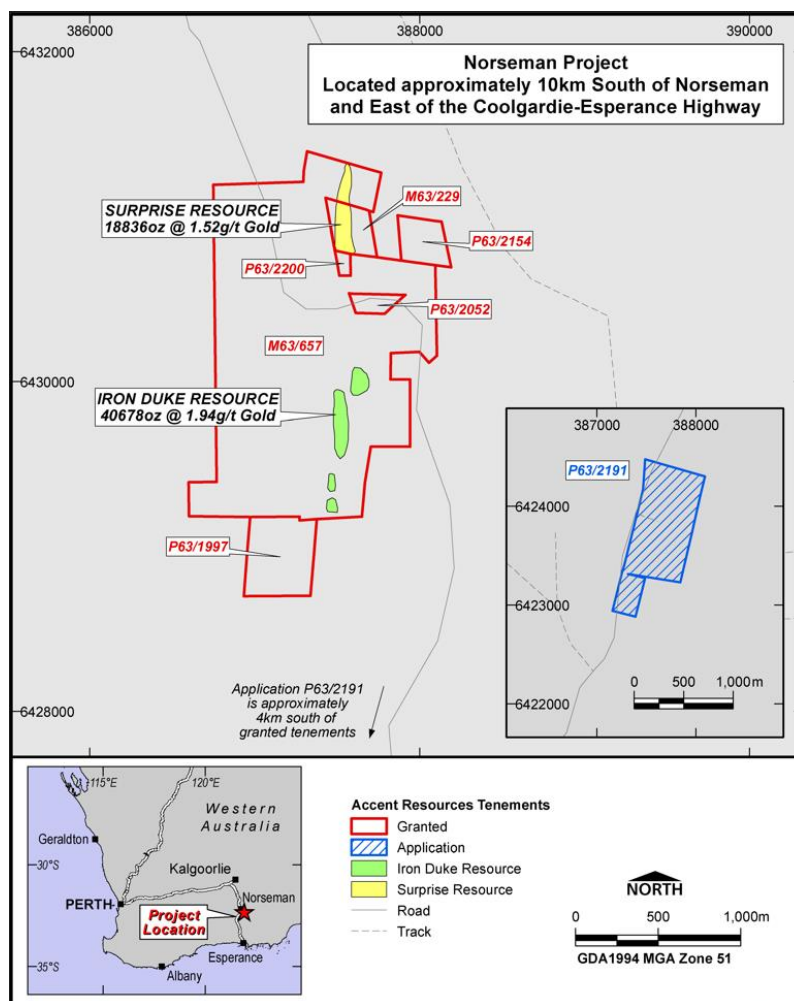 386000
388000
390000
6432000
Norseman Project
Located approximately 10km South of Norseman
and East of the Coolgardie-Esperance Highway
M63/229
SURPRISE RESOURCE
18836oz @ 1.52g/t Gold
P63/2154
P63/2200
P63/2052
M63/657
6430000
IRON DUKE RESOURCE
40678oz @ 1.94g/t Gold
387000
388000
P63/2191
6424000
P63/1997
6423000
Application P63/2191
is approximately
4km south of
granted tenements
0 500 1,000m
6422000
6428000
115°E
120°E
Western
Australia
Geraldton
-30°S
Kalgoorlie
Norseman
PERTH
Project
Location
Esperance
Albany
-35°S
Accent Resources Tenements
Granted
Application
Iron Duke Resource
Surprise Resource
Road
Track
NORTH
0 500 1,000m
GDA1994 MGA Zone 51